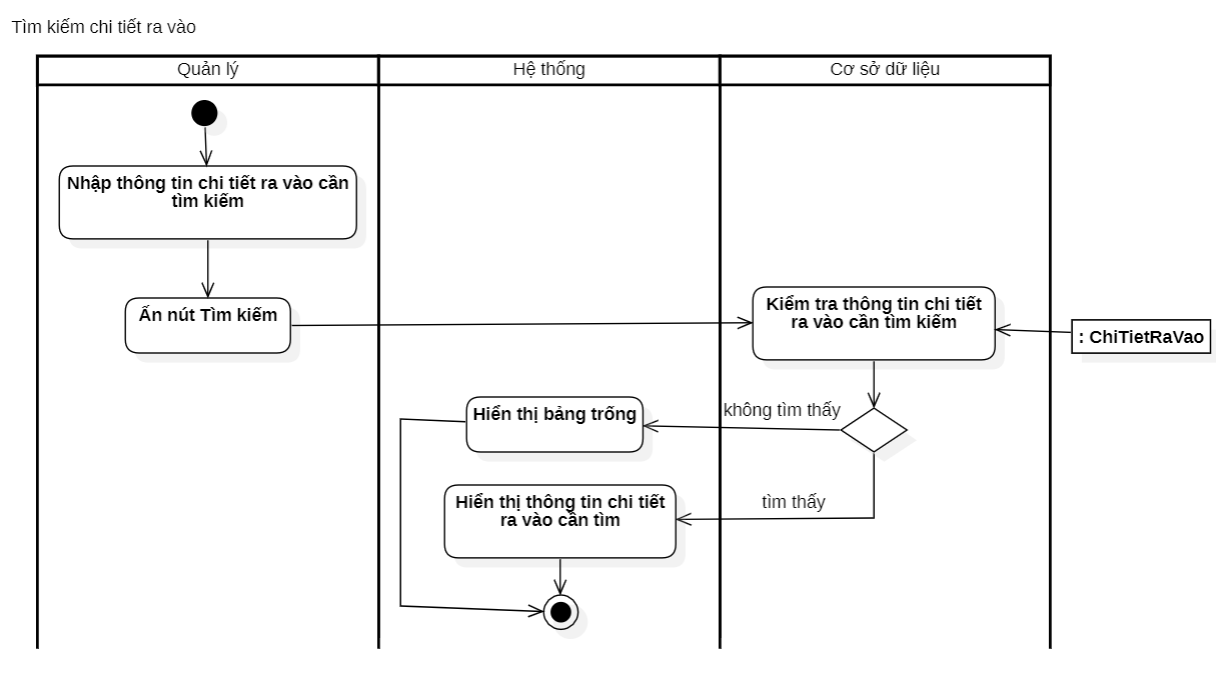 Tìm kiếm chi tiết ra vào
Quản lý
Hệ thống
Cơ sở dữ liệu
Nhập thông tin chi tiết ra vào cần
tìm kiếm
Ấn nút Tìm kiếm
Kiểm tra thông tin chi tiết
ra vào cần tìm kiếm
: ChiTietRaVao
không tìm thấy
Hiển thị bảng trống
tìm thấy
Hiển thị thông tin chi tiết
ra vào cần tìm